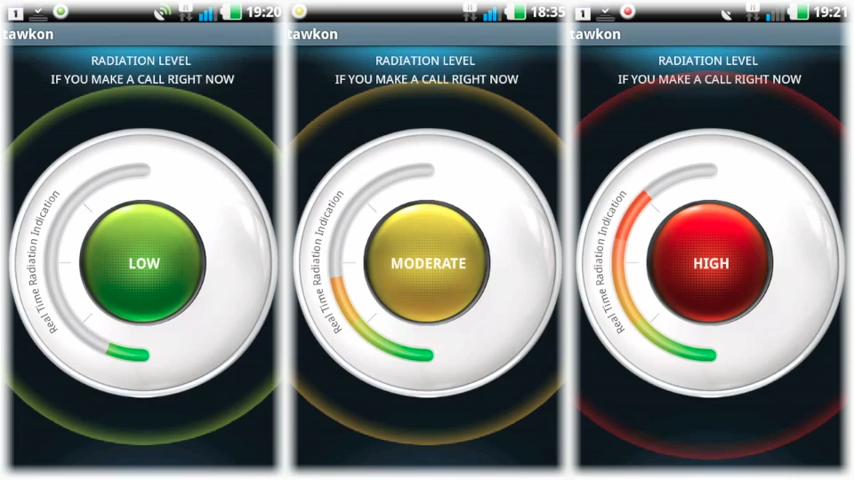 1
19:20
tawkon
RADIATION LEVEL
IF YOU MAKE A CALL RIGHT NOW
Real Time Radiation Indication
LOW
18:35
tawkon
RADIATION LEVEL
IF YOU MAKE A CALL RIGHT NOW
Real Time Radiation Indication
MODERATE
1
19:21
tawkon
RADIATION LEVEL
IF YOU MAKE A CALL RIGHT NOW
Real Time Radiation Indication
HIGH